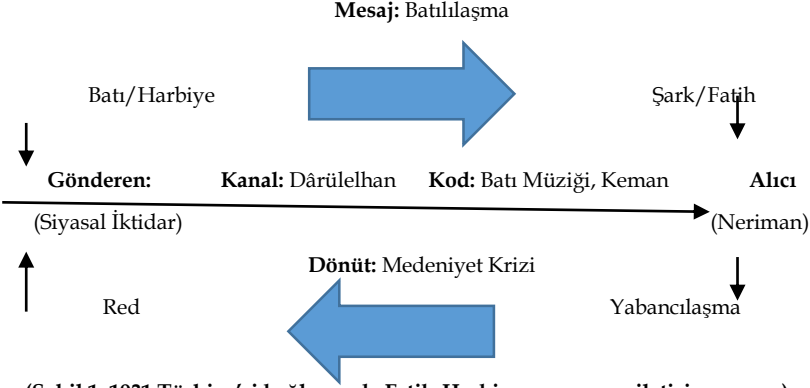 Mesaj: Batılılaşma
Batı/Harbiye Şark/Fatih
Gönderen: Kanal: Dârülelhan Kod: Batı Müziği, Keman Alıcı
(Siyasal İktidar) (Neriman)
Dönüt: Medeniyet Krizi
Red Yabancılaşma